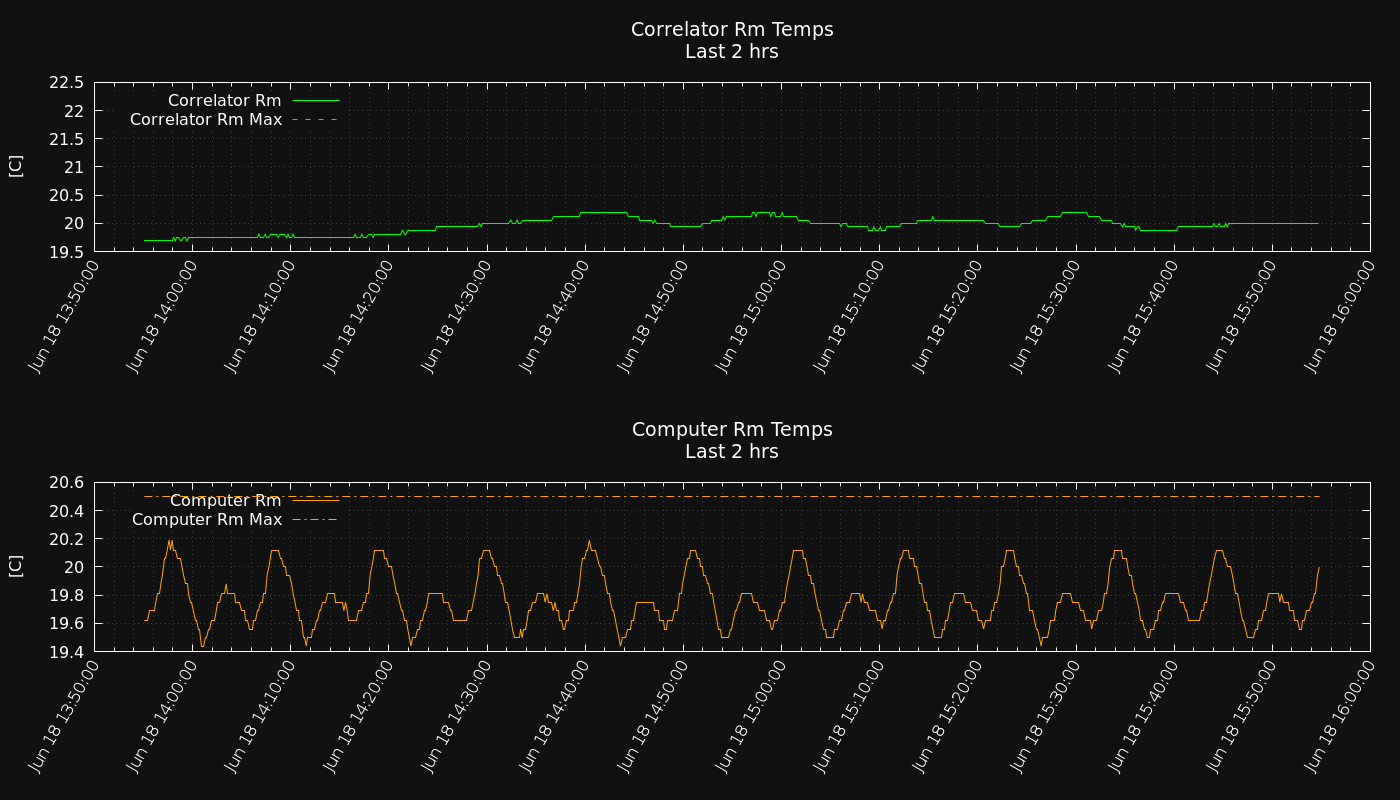 Correlator Rm Temps
Last 2 hrs
22.5
22
21.5
21
20.5
20
19.5
[C]
Correlator Rm
Correlator Rm Max
Jun 18 13:50:00
Jun 18 14:00:00
Jun 18 14:10:00
Jun 18 14:20:00
Jun 18 14:30:00
Jun 18 14:40:00
Jun 18 14:50:00
Jun 18 15:00:00
Jun 18 15:10:00
Jun 18 15:20:00
Jun 18 15:30:00
Jun 18 15:40:00
Jun 18 15:50:00
Jun 18 16:00:00
Computer Rm Temps
Last 2 hrs
20.6
20.4
20.2
20
19.8
19.6
19.4
[C]
Computer Rm
Computer Rm Max
Jun 18 13:50:00
Jun 18 14:00:00
Jun 18 14:10:00
Jun 18 14:20:00
Jun 18 14:30:00
Jun 18 14:40:00
Jun 18 14:50:00
Jun 18 15:00:00
Jun 18 15:10:00
Jun 18 15:20:00
Jun 18 15:30:00
Jun 18 15:40:00
Jun 18 15:50:00
Jun 18 16:00:00